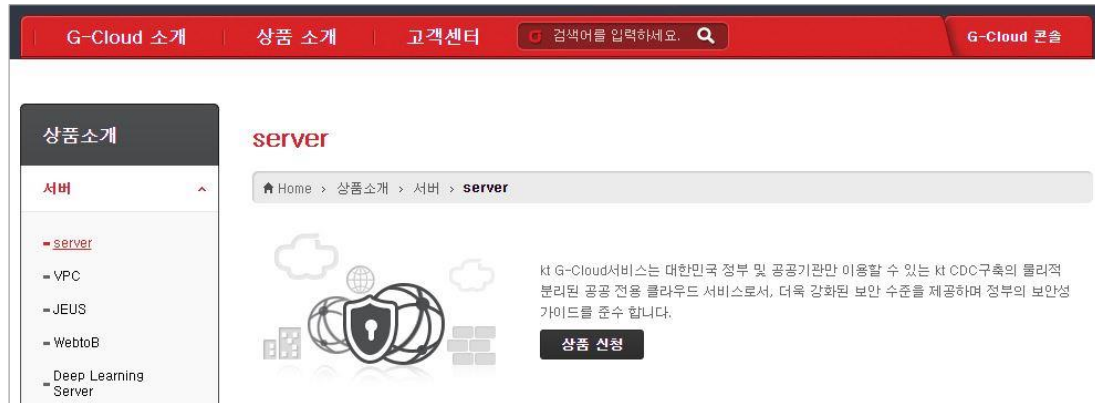 G-Cloud 소개
상품 소개
고객센터
검색어를 입력하세요.
G-Cloud 콘솔
상품소개
서버
server
VPC
JEUS
WebtoB
Deep Learning
Server
server
Home › 상품소개 › 서버 › server
kt G-Cloud서비스는 대한민국 정부 및 공공기관만 이용할 수 있는 kt CDC구축의 물리적
분리된 공공 전용 클라우드 서비스로서, 더욱 강화된 보안 수준을 제공하며 정부의 보안성
가이드를 준수 합니다.
상품 신청